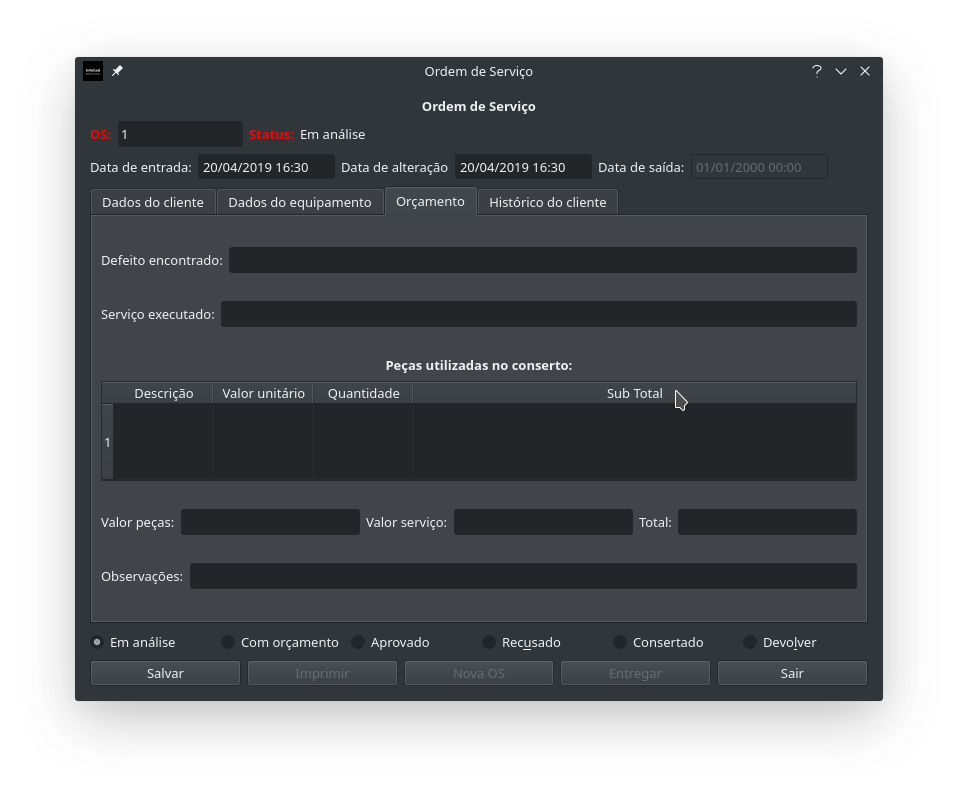 Ordem de Serviço
Ordem de Serviço
OS: 1 Status: Em análise
Data de entrada: 20/04/2019 16:30 Data de alteração 20/04/2019 16:30 Data de saída: 01/01/2000 00:00
Dados do cliente Dados do equipamento Orçamento Histórico do cliente
Defeito encontrado:
Serviço executado:
Peças utilizadas no conserto:
Descrição Valor unitário Quantidade Sub Total
1
Valor peças: Valor serviço: Total:
Observações:
Em análise Com orçamento Aprovado Recusado Consertado Devolver
Salvar Imprimir Nova OS Entregar Sair